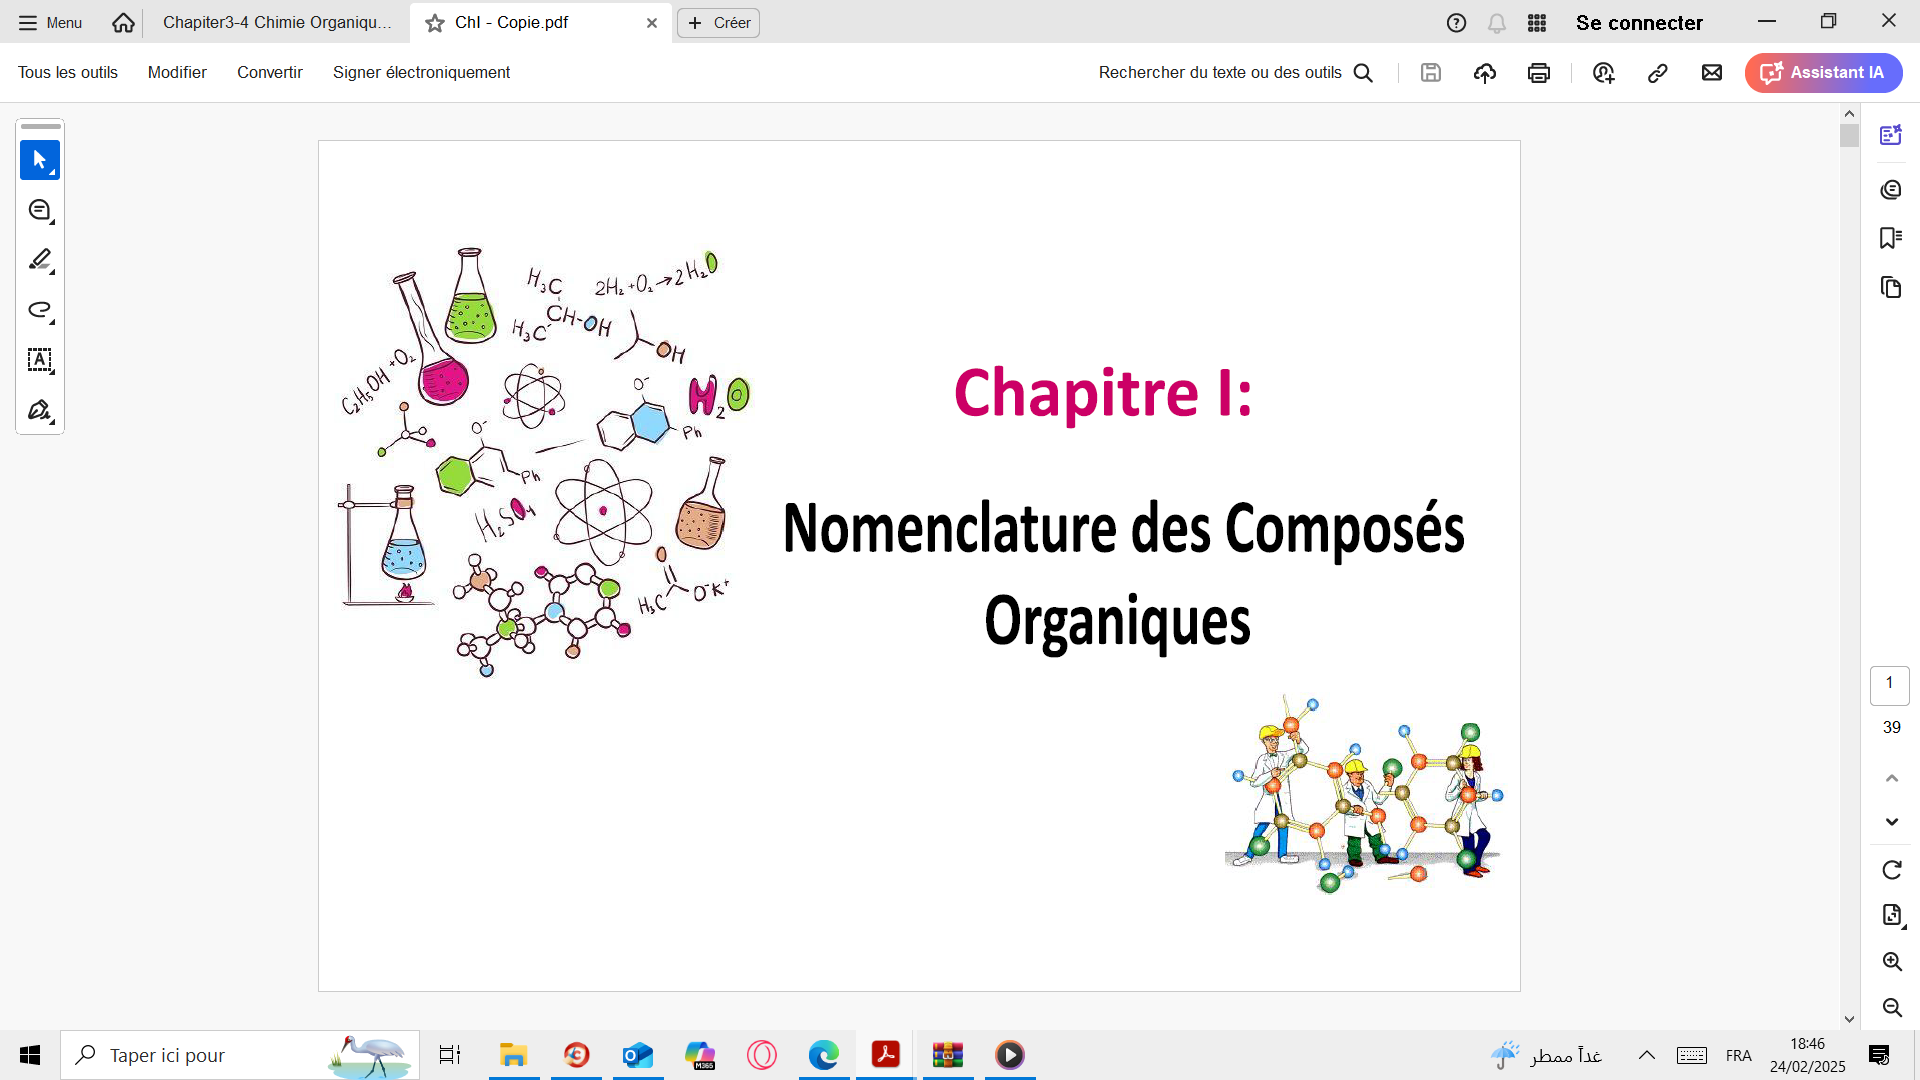 Menu
Chapiter3-4 Chimie Organiqu...
ChI - Copie.pdf
Créer
Se connecter
Tous les outils
Modifier
Convertir
Signer électroniquement
Rechercher du texte ou des outils
Assistant IA
H₃C
CH-OH
H₃C
2H₂+O₂→2H₂O
OH
C₂H₅OH+O₂
O⁻
Ph
H₂O
O⁻
Ph
H₂SO₄
O
H₃C
O⁻K⁺
Chapitre I:
Nomenclature des Composés
Organiques
1
39
Taper ici pour
M365
غداً ممطر
FRA
18:46
24/02/2025